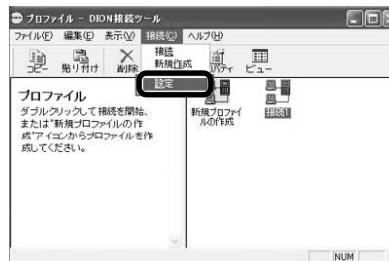 プロファイル - DION接続ツール
ファイル(F) 編集(E) 表示(V) 接続(C) ヘルプ(H)
接続
新規作成
設定
コピー 貼り付け 削除 パティ ビュー
プロファイル
ダブルクリックして接続を開始、
または"新規プロファイルの作
成"アイコンからプロファイルを作
成してください。
新規プロファイ
ルの作成
接続1
NUM